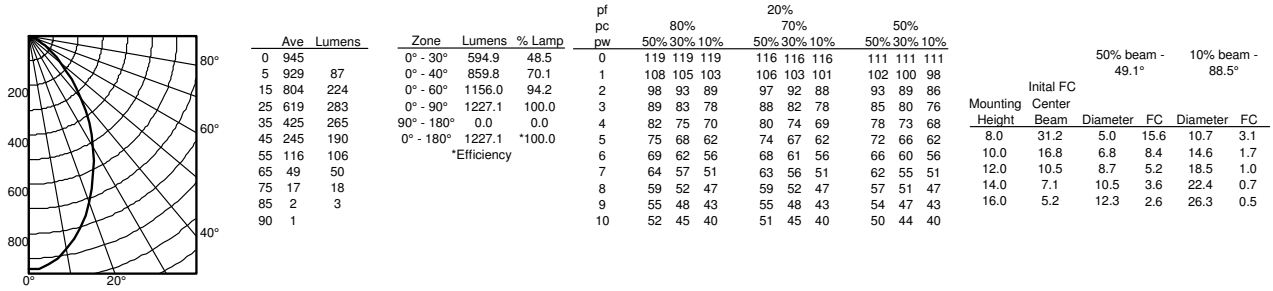 80°
60°
40°
200
400
600
800
0°
20°
Ave Lumens
0 945
5 929 87
15 804 224
25 619 283
35 425 265
45 245 190
55 116 106
65 49 50
75 17 18
85 2 3
90 1
Zone Lumens % Lamp
0° - 30° 594.9 48.5
0° - 40° 859.8 70.1
0° - 60° 1156.0 94.2
0° - 90° 1227.1 100.0
90° - 180° 0.0 0.0
0° - 180° 1227.1 *100.0
*Efficiency
pf 20%
pc 80% 70% 50%
pw 50% 30% 10% 50% 30% 10% 50% 30% 10%
0 119 119 119 116 116 116 111 111 111
1 108 105 103 106 103 101 102 100 98
2 98 93 89 97 92 88 93 89 86
3 89 83 78 88 82 78 85 80 76
4 82 75 70 80 74 69 78 73 68
5 75 68 62 74 67 62 72 66 62
6 69 62 56 68 61 56 66 60 56
7 64 57 51 63 56 51 62 55 51
8 59 52 47 59 52 47 57 51 47
9 55 48 43 55 48 43 54 47 43
10 52 45 40 51 45 40 50 44 40
50% beam - 10% beam -
49.1° 88.5°
Inital FC
Mounting Center
Height Beam Diameter FC Diameter FC
8.0 31.2 5.0 15.6 10.7 3.1
10.0 16.8 6.8 8.4 14.6 1.7
12.0 10.5 8.7 5.2 18.5 1.0
14.0 7.1 10.5 3.6 22.4 0.7
16.0 5.2 12.3 2.6 26.3 0.5